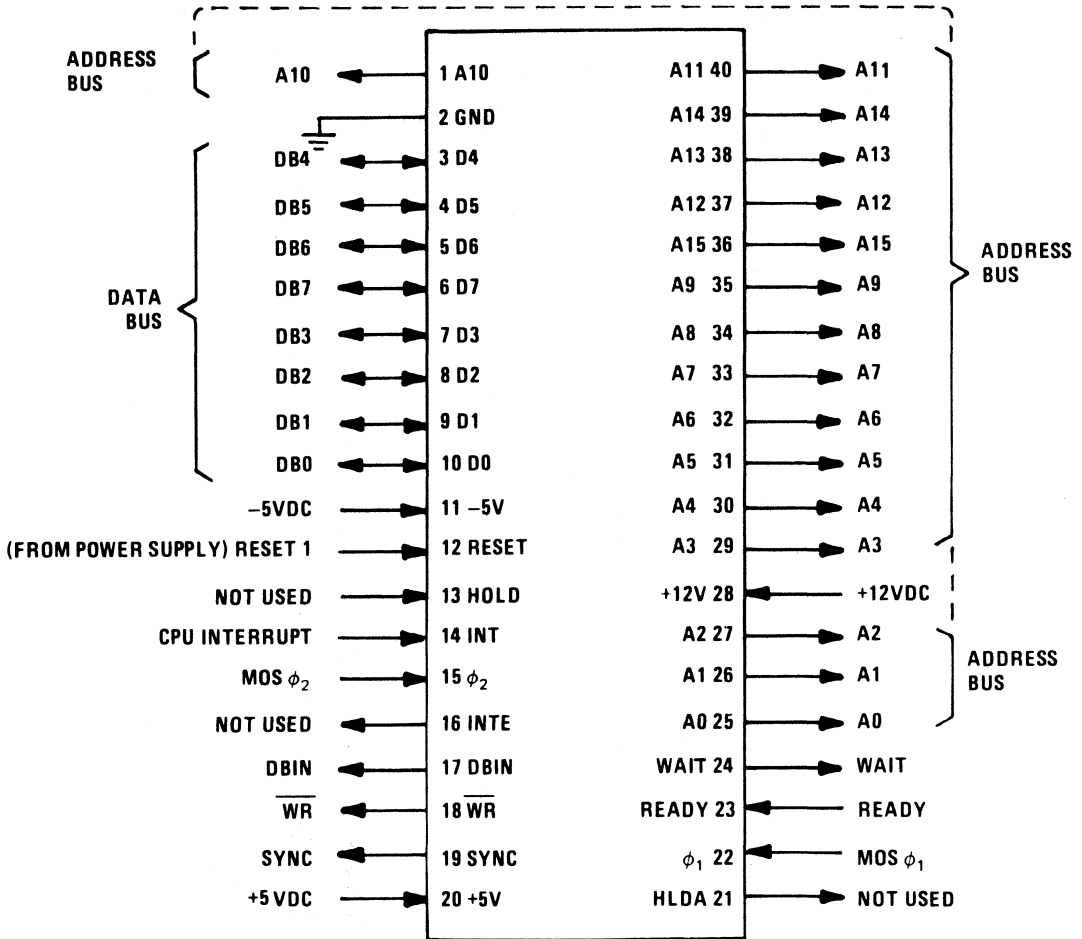 ADDRESS
BUS
A10
1 A10
A11 40
A11
2 GND
A14 39
A14
DB4
3 D4
A13 38
A13
DB5
4 D5
A12 37
A12
DB6
5 D6
A15 36
A15
ADDRESS
BUS
DATA
BUS
DB7
6 D7
A9 35
A9
DB3
7 D3
A8 34
A8
DB2
8 D2
A7 33
A7
DB1
9 D1
A6 32
A6
DB0
10 D0
A5 31
A5
–5VDC
11 –5V
A4 30
A4
(FROM POWER SUPPLY) RESET 1
12 RESET
A3 29
A3
NOT USED
13 HOLD
+12V 28
+12VDC
CPU INTERRUPT
14 INT
A2 27
A2
ADDRESS
BUS
MOS ϕ₂
15 ϕ₂
A1 26
A1
NOT USED
16 INTE
A0 25
A0
DBIN
17 DBIN
WAIT 24
WAIT
W̅R̅
18 W̅R̅
READY 23
READY
SYNC
19 SYNC
ϕ₁ 22
MOS ϕ₁
+5VDC
20 +5V
HLDA 21
NOT USED